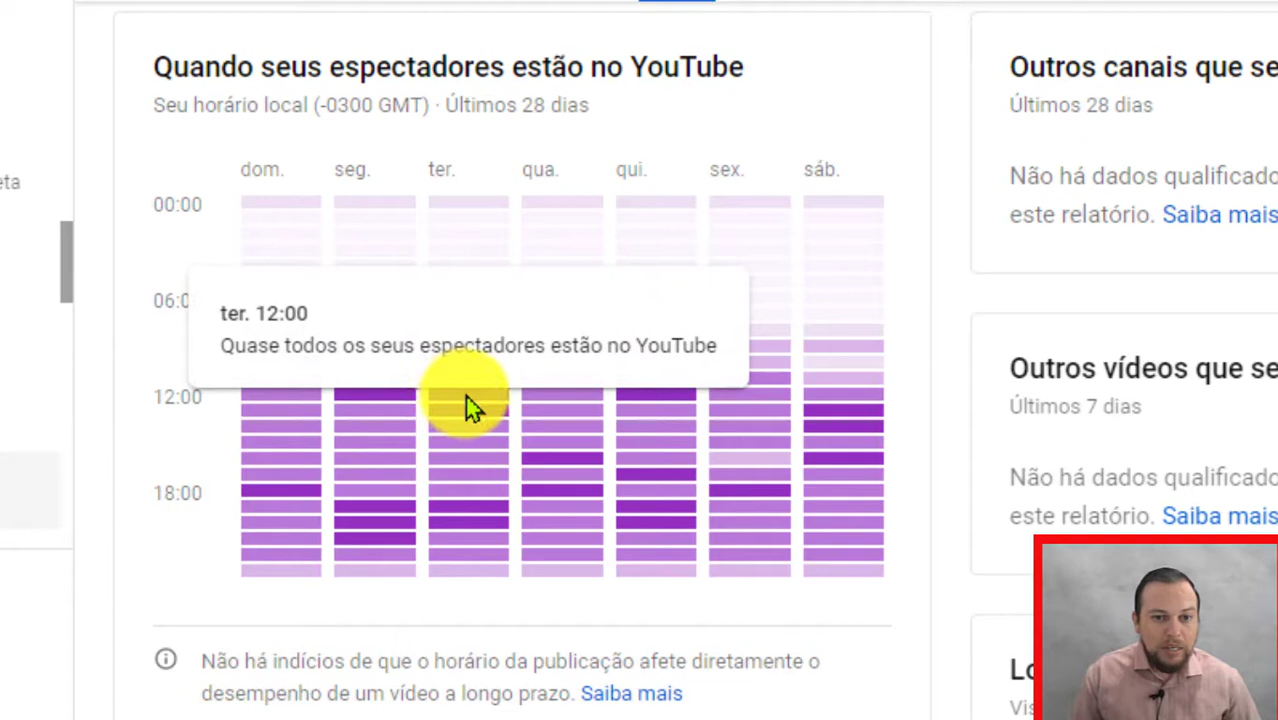 Quando seus espectadores estão no YouTube
Seu horário local (-0300 GMT) · Últimos 28 dias
dom. seg. ter. qua. qui. sex. sáb.
00:00
06:0
ter. 12:00
Quase todos os seus espectadores estão no YouTube
12:00
18:00
Não há indícios de que o horário da publicação afete diretamente o
desempenho de um vídeo a longo prazo. Saiba mais
eta
Outros canais que se
Últimos 28 dias
Não há dados qualificado
este relatório. Saiba mais
Outros vídeos que se
Últimos 7 dias
Não há dados qualificado
este relatório. Saiba mais
Lo
Vis